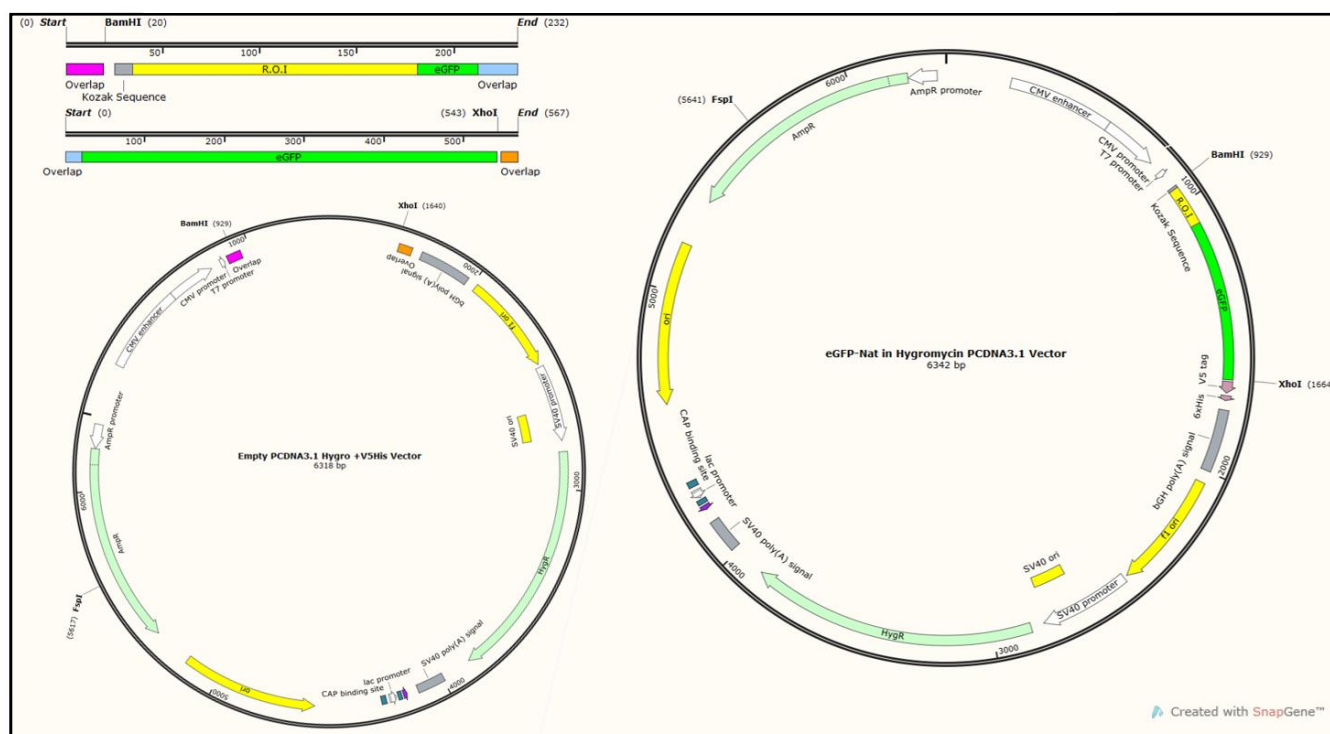 (0) Start
BamHI (20)
End (232)
50
100
150
200
R.O.I
eGFP
Overlap
Kozak Sequence
Overlap
Start (0)
(543) XhoI
End (567)
100
200
300
400
500
eGFP
Overlap
Overlap
XhoI (1640)
BamHI (929)
1000
Overlap
T7 promoter
CMV promoter
CMV enhancer
Overlap
bGH poly(A) signal
2000
f1 ori
SV40 promoter
SV40 ori
AmpR promoter
Empty PCDNA3.1 Hygro +V5His Vector
6318 bp
3000
6000
AmpR
HygR
(5617) FspI
SV40 poly(A) signal
lac promoter
CAP binding site
4000
ori
5000
6000
AmpR promoter
(5641) FspI
AmpR
CMV enhancer
CMV promoter
T7 promoter
BamHI (929)
1000
R.O.I
Kozak Sequence
5000
ori
eGFP
eGFP-Nat in Hygromycin PCDNA3.1 Vector
6342 bp
V5 tag
XhoI (1664)
6xHis
CAP binding site
lac promoter
bGH poly(A) signal
2000
SV40 poly(A) signal
f1 ori
4000
SV40 ori
SV40 promoter
HygR
3000
Created with SnapGene™